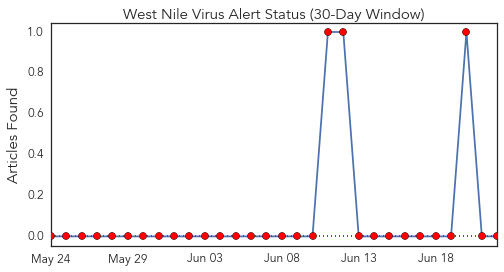 West Nile Virus Alert Status (30-Day Window)
Articles Found
1.0
0.8
0.6
0.4
0.2
0.0
May 24
May 29
Jun 03
Jun 08
Jun 13
Jun 18